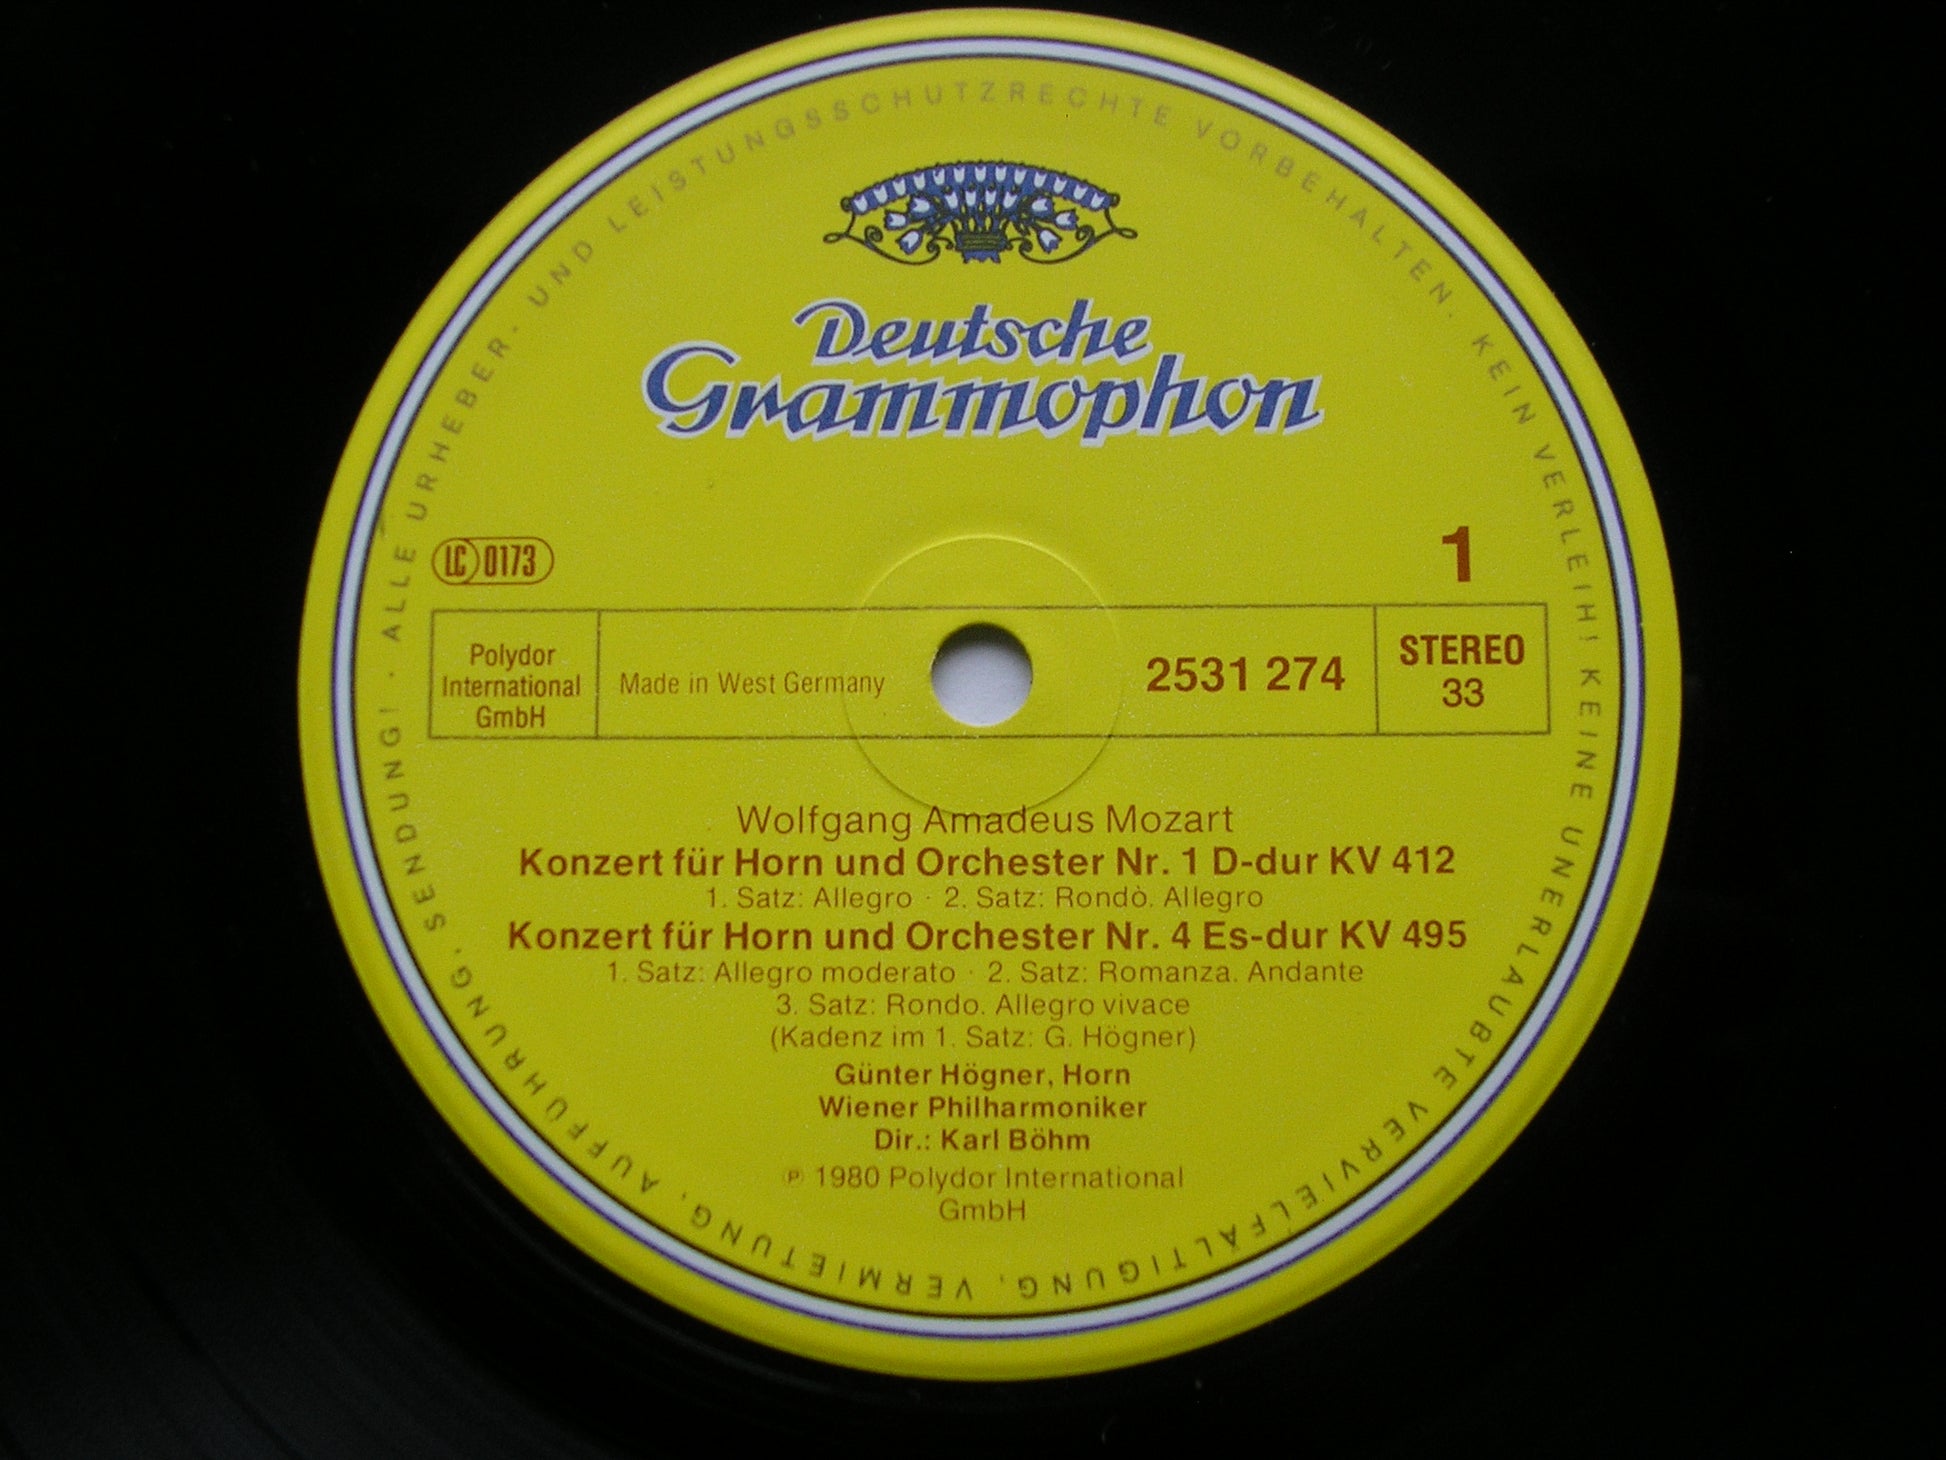 ALLE URHEBER- UND LEISTUNGSSCHUTZRECHTE VORBEHALTEN. KEIN VERLEIH! KEINE UNERLAUBTE VERVIELFÄLTIGUNG, VERMIETUNG, AUFFÜHRUNG, SENDUNG! ·
Deutsche
Grammophon
LC 0173
1
Polydor
International
GmbH
Made in West Germany
2531 274
STEREO
33
Wolfgang Amadeus Mozart
Konzert für Horn und Orchester Nr. 1 D-dur KV 412
1. Satz: Allegro · 2. Satz: Rondò. Allegro
Konzert für Horn und Orchester Nr. 4 Es-dur KV 495
1. Satz: Allegro moderato · 2. Satz: Romanza. Andante
3. Satz: Rondo. Allegro vivace
(Kadenz im 1. Satz: G. Högner)
Günter Högner, Horn
Wiener Philharmoniker
Dir.: Karl Böhm
℗ 1980 Polydor International
GmbH